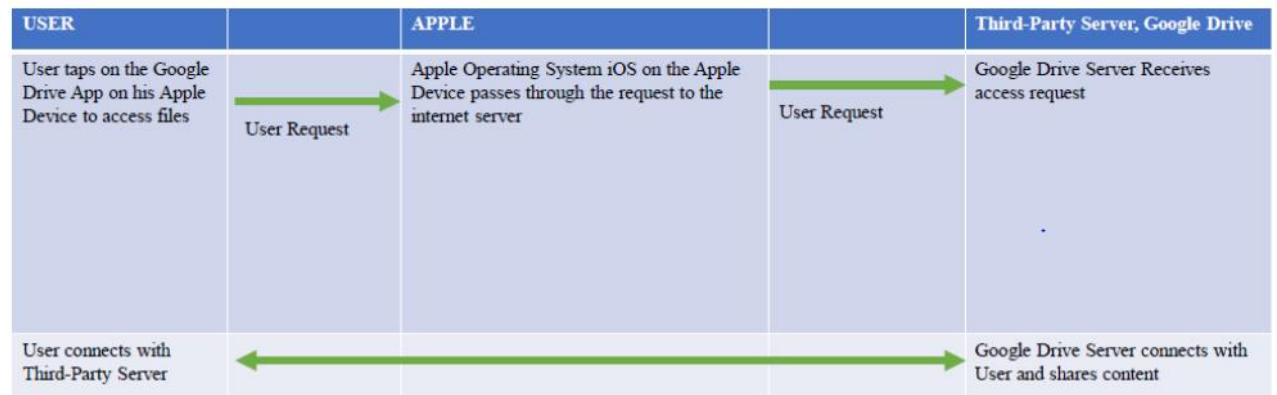 USER
APPLE
Third-Party Server, Google Drive
User taps on the Google
Drive App on his Apple
Device to access files
User Request
Apple Operating System iOS on the Apple
Device passes through the request to the
internet server
User Request
Google Drive Server Receives
access request
User connects with
Third-Party Server
Google Drive Server connects with
User and shares content